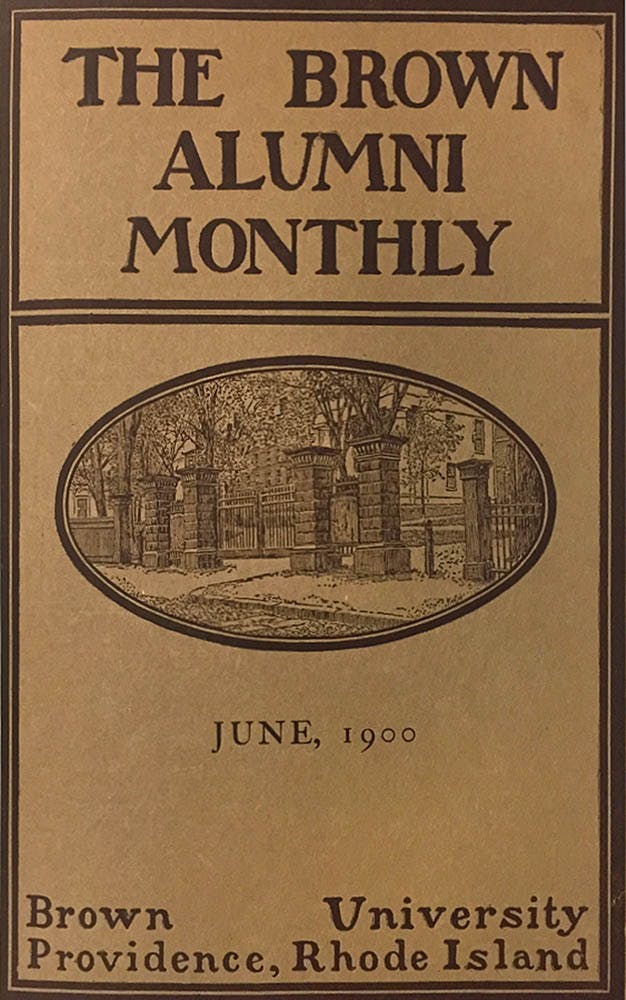 THE BROWN
ALUMNI
MONTHLY
JUNE, 1900
Brown University
Providence, Rhode Island